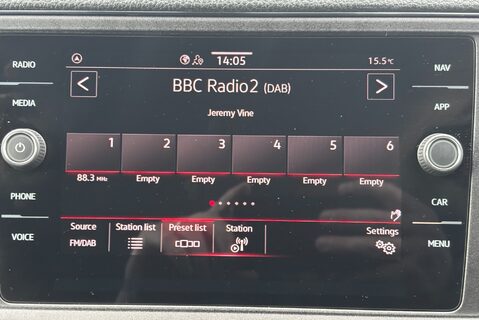 RADIO
MEDIA
PHONE
VOICE
14:05
15.5°C
BBC Radio2 (DAB)
Jeremy Vine
1 2 3 4 5 6
88.3 MHz Empty Empty Empty Empty Empty
Source Station list Preset list Station Settings
FM/DAB
NAV
APP
CAR
MENU